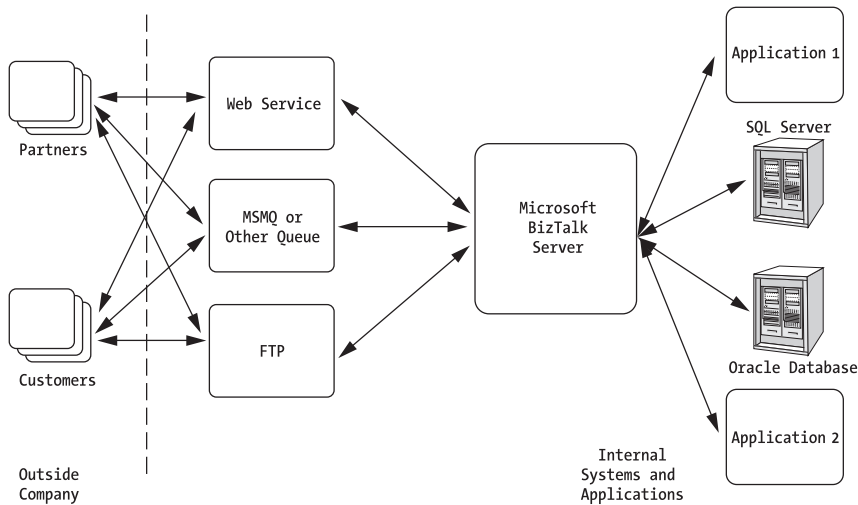 Partners
Customers
Outside
Company
Web Service
MSMQ or
Other Queue
FTP
Microsoft
BizTalk
Server
Application 1
SQL Server
Oracle Database
Application 2
Internal
Systems and
Applications